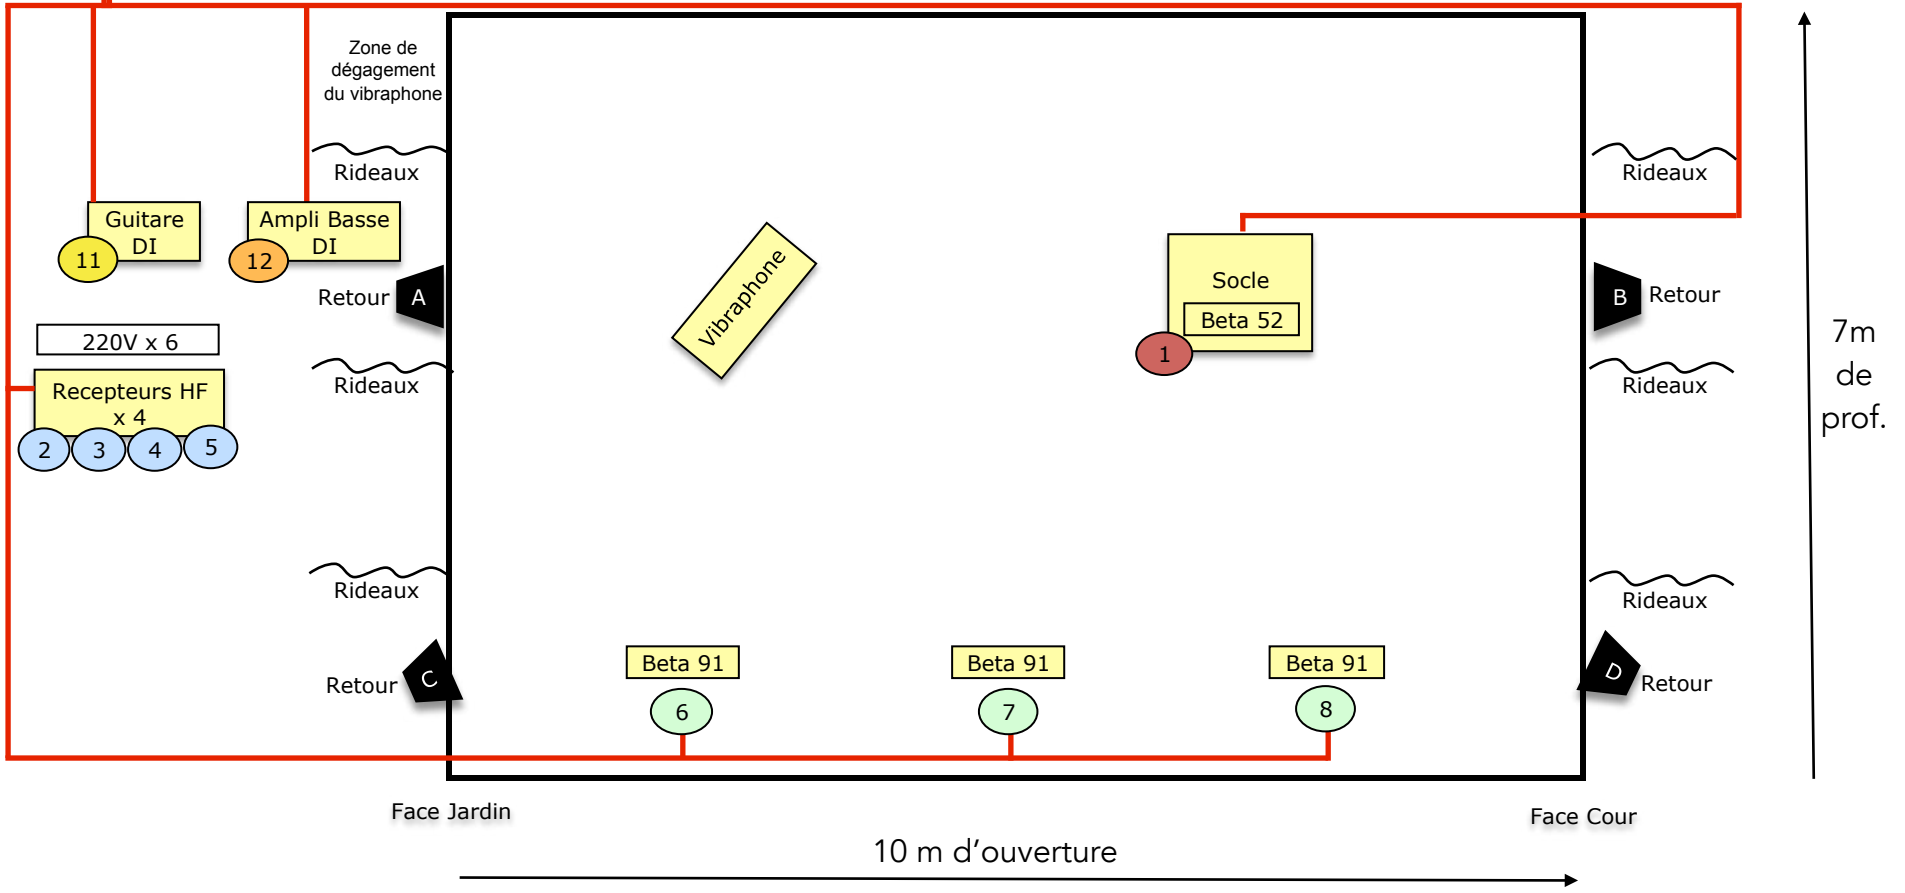 Zone de
dégagement
du vibraphone
Rideaux
Rideaux
Guitare
DI
11
Ampli Basse
DI
12
Retour
A
Vibraphone
Socle
Beta 52
1
B
Retour
220V x 6
Recepteurs HF
x 4
2
3
4
5
Rideaux
Rideaux
7m
de
prof.
Rideaux
Rideaux
Retour
C
Beta 91
6
Beta 91
7
Beta 91
8
D
Retour
Face Jardin
Face Cour
10 m d’ouverture